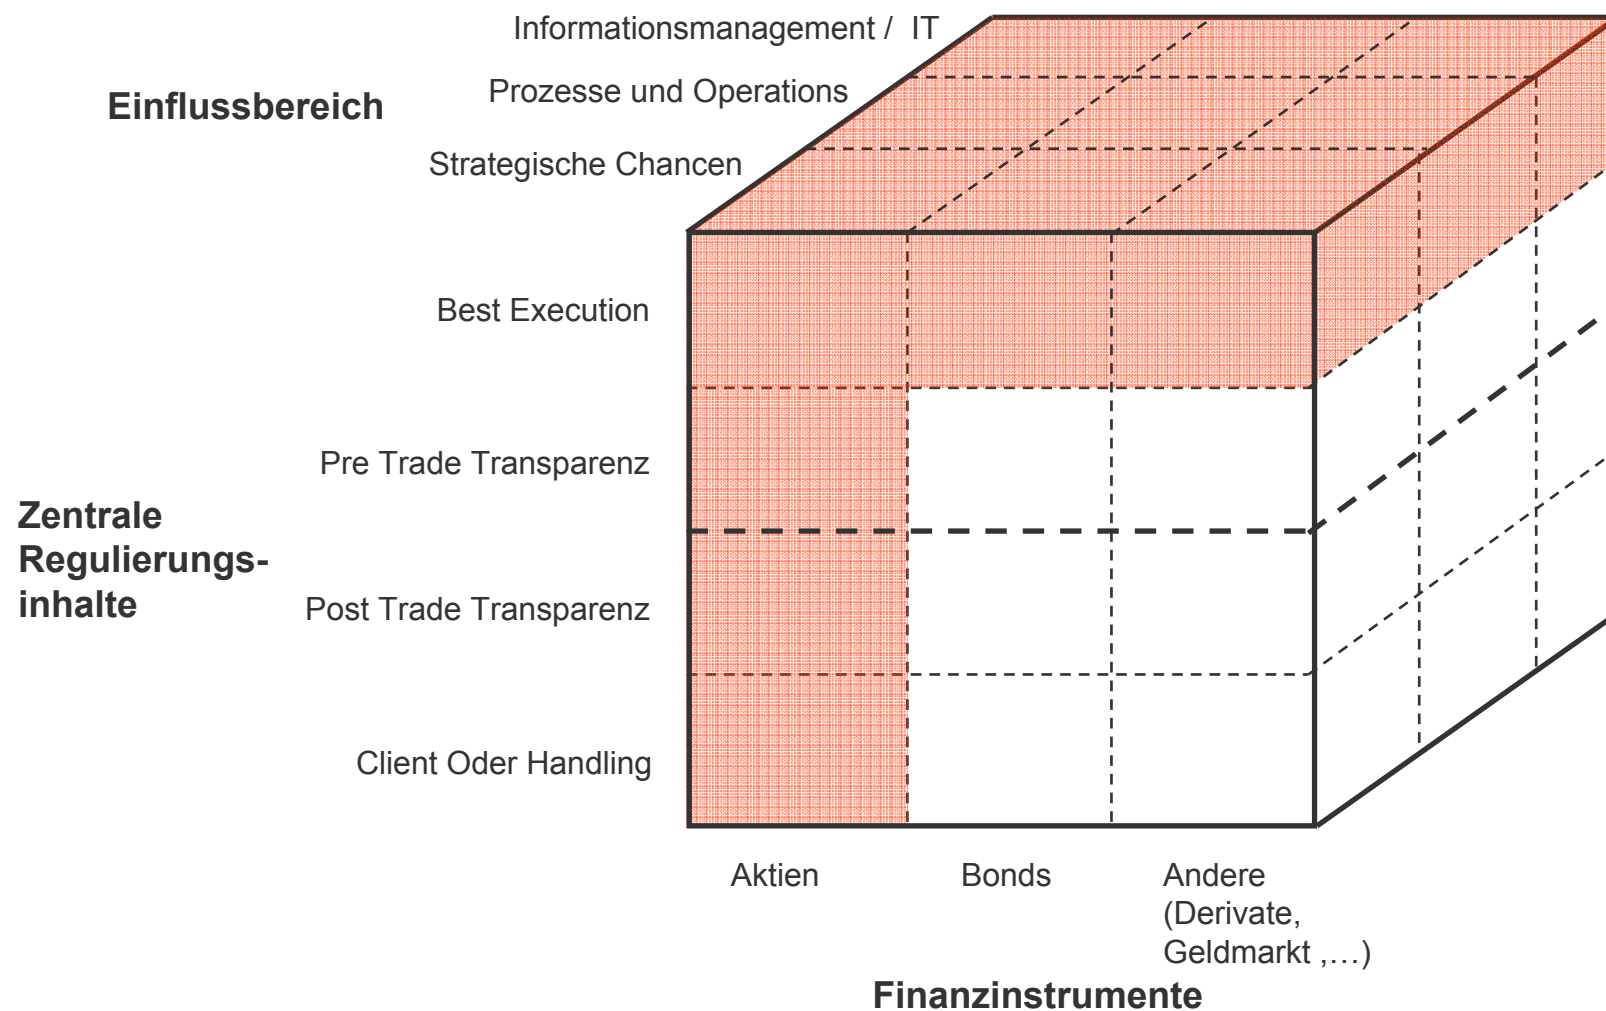 Informationsmanagement / IT
Prozesse und Operations
Einflussbereich
Strategische Chancen
Best Execution
Pre Trade Transparenz
Zentrale
Regulierungs-
inhalte
Post Trade Transparenz
Client Oder Handling
Aktien
Bonds
Andere
(Derivate,
Geldmarkt ,…)
Finanzinstrumente